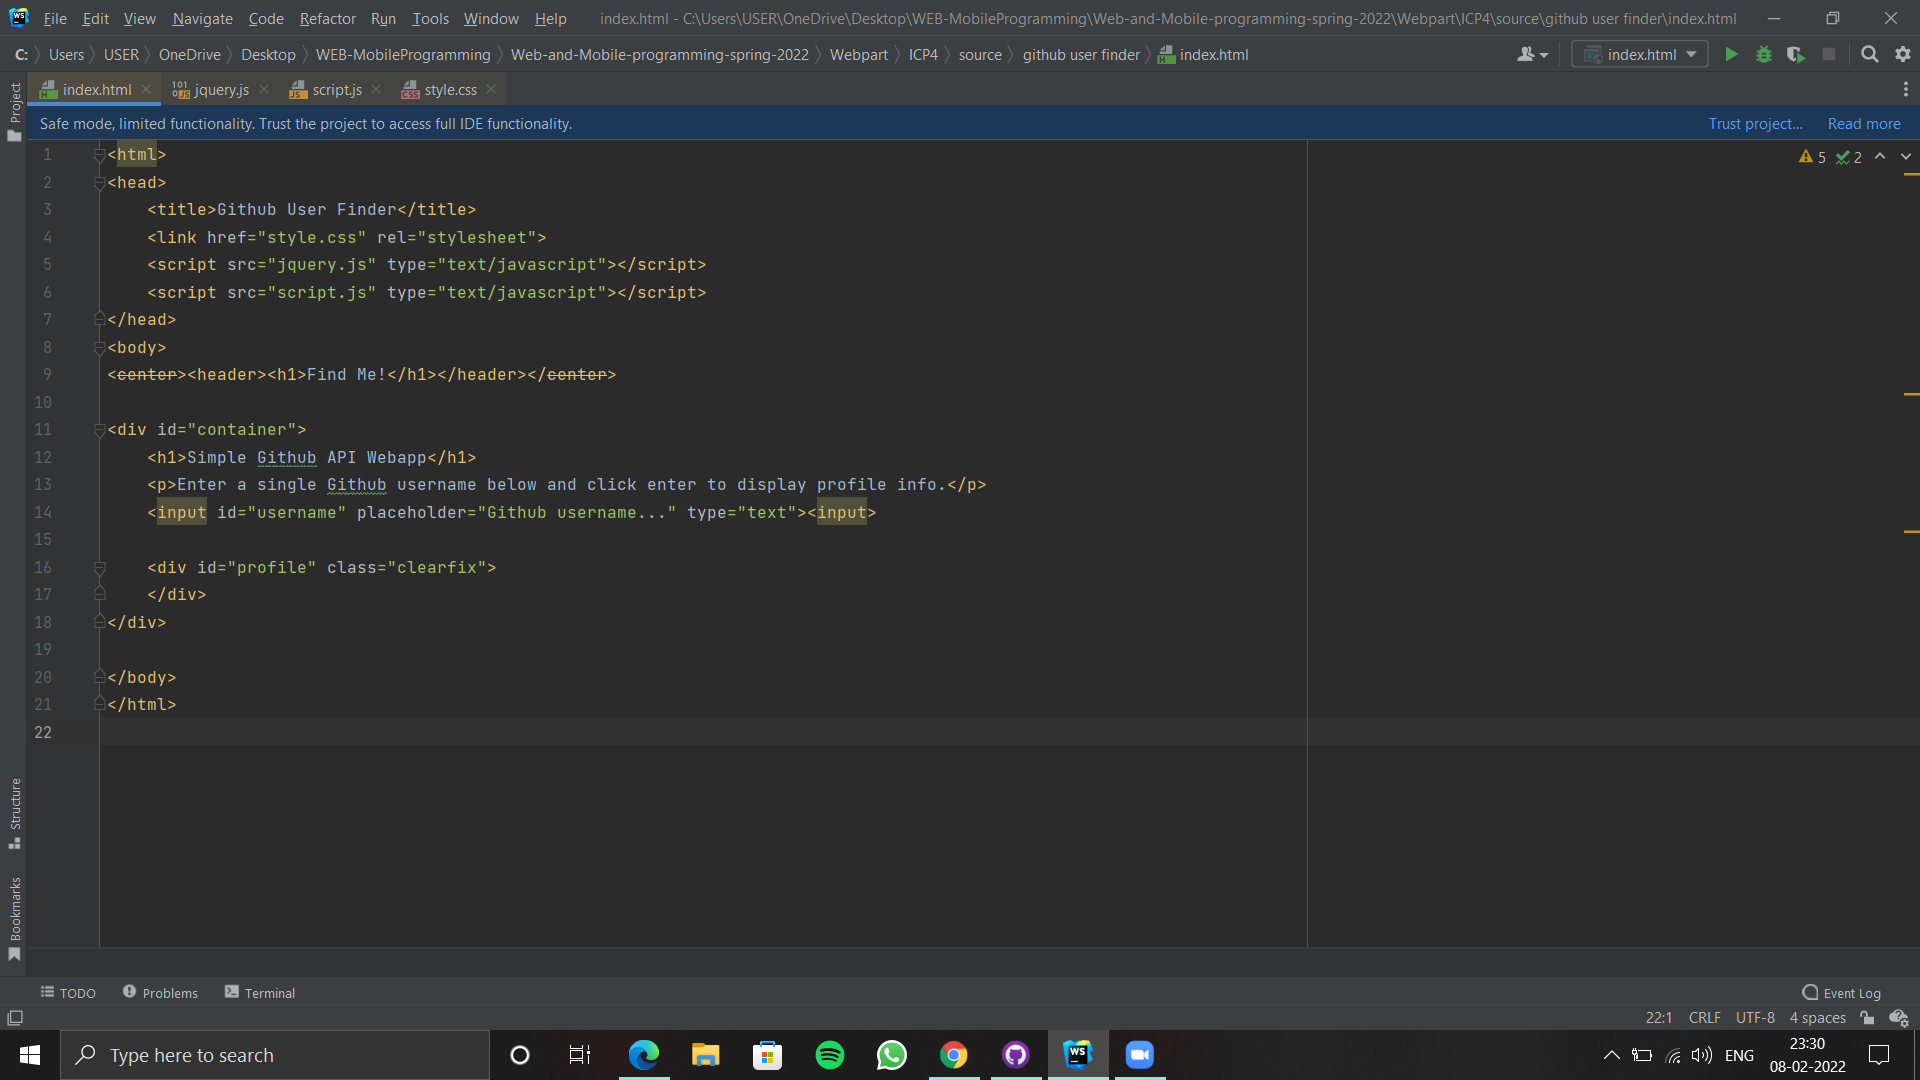 File Edit View Navigate Code Refactor Run Tools Window Help index.html - C:\Users\USER\OneDrive\Desktop\WEB-MobileProgramming\Web-and-Mobile-programming-spring-2022\Webpart\ICP4\source\github user finder\index.html
C: Users USER OneDrive Desktop WEB-MobileProgramming Web-and-Mobile-programming-spring-2022 Webpart ICP4 source github user finder index.html index.html
Project
index.html jquery.js script.js style.css
Safe mode, limited functionality. Trust the project to access full IDE functionality. Trust project... Read more
5 2
1 <html>
2 <head>
3 <title>Github User Finder</title>
4 <link href="style.css" rel="stylesheet">
5 <script src="jquery.js" type="text/javascript"></script>
6 <script src="script.js" type="text/javascript"></script>
7 </head>
8 <body>
9 <center><header><h1>Find Me!</h1></header></center>
10
11 <div id="container">
12 <h1>Simple Github API Webapp</h1>
13 <p>Enter a single Github username below and click enter to display profile info.</p>
14 <input id="username" placeholder="Github username..." type="text"><input>
15
16 <div id="profile" class="clearfix">
17 </div>
18 </div>
19
20 </body>
21 </html>
22
Structure
Bookmarks
TODO Problems Terminal Event Log
22:1 CRLF UTF-8 4 spaces
Type here to search WS ENG 23:30
08-02-2022